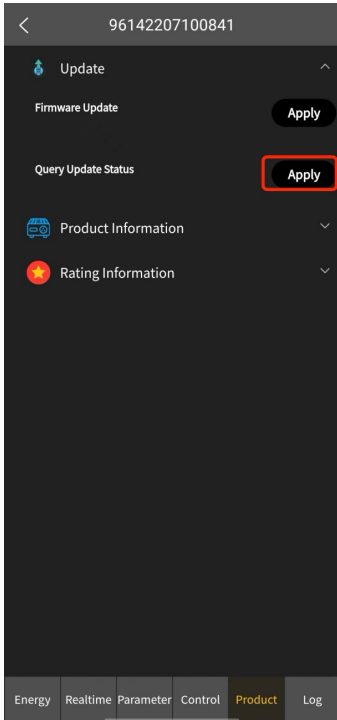 96142207100841
Update
Firmware Update
Apply
Query Update Status
Apply
Product Information
Rating Information
Energy Realtime Parameter Control Product Log